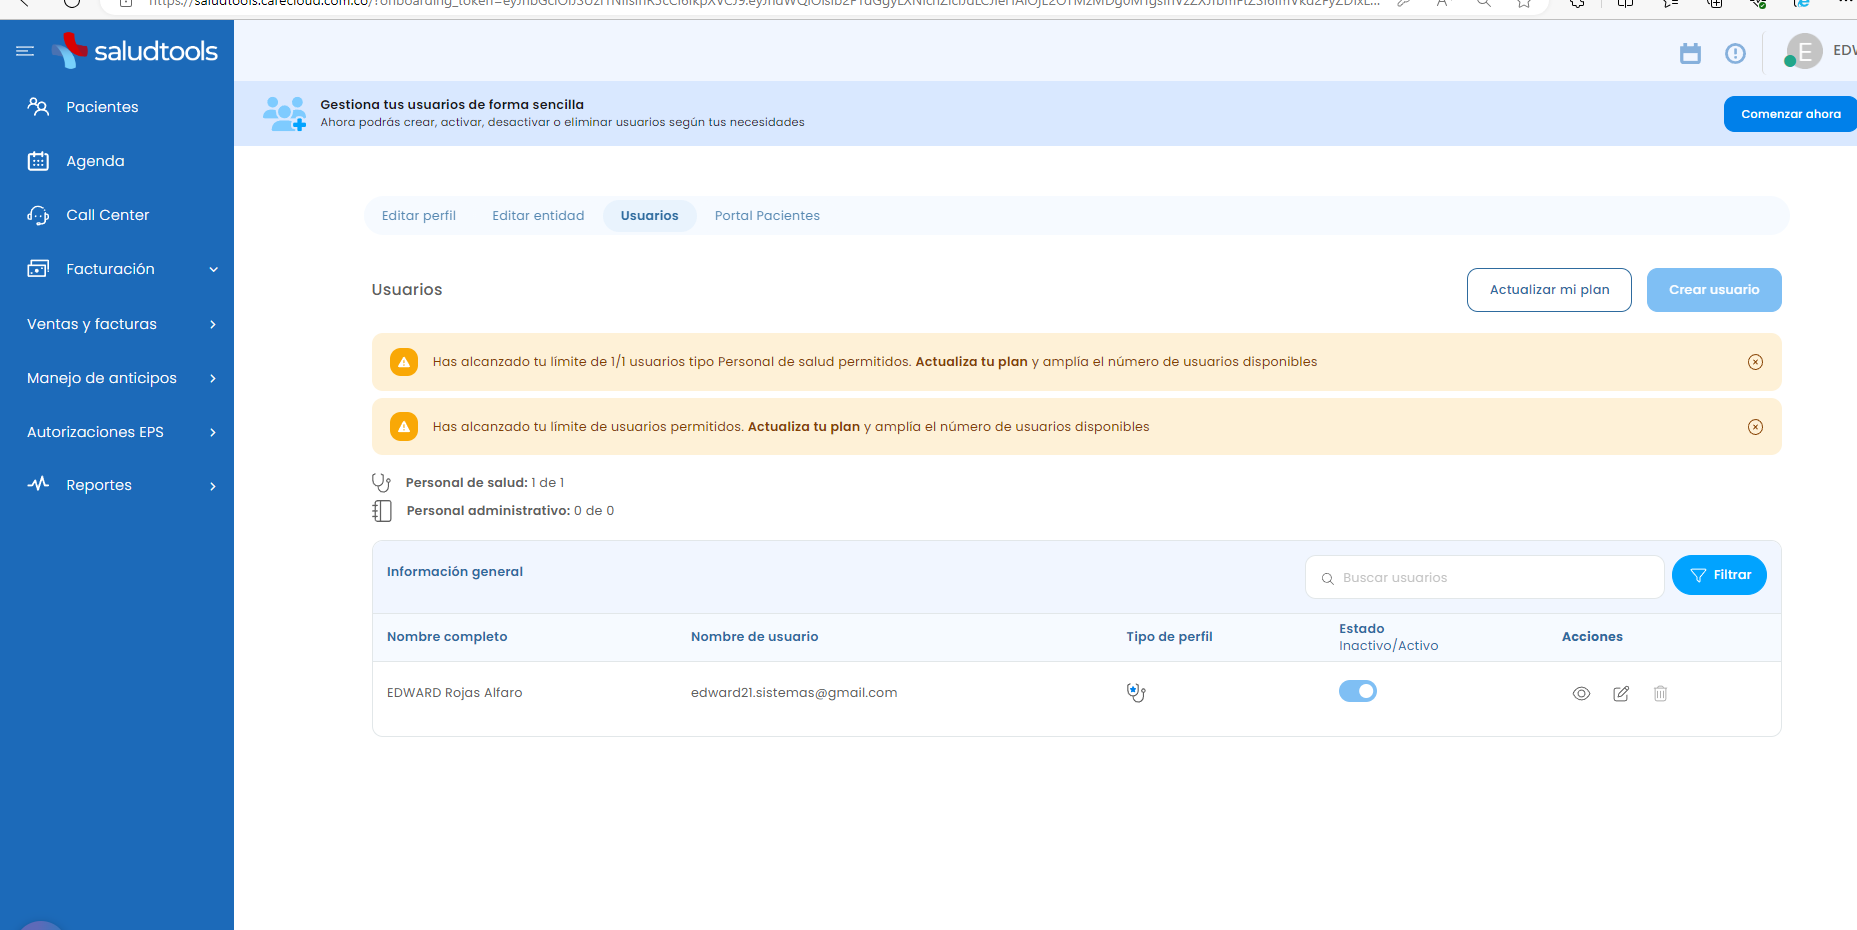 saludtools
EDW
Gestiona tus usuarios de forma sencilla
Ahora podrás crear, activar, desactivar o eliminar usuarios según tus necesidades
Comenzar ahora
Pacientes
Agenda
Call Center
Facturación
Ventas y facturas
Manejo de anticipos
Autorizaciones EPS
Reportes
Editar perfil
Editar entidad
Usuarios
Portal Pacientes
Usuarios
Actualizar mi plan
Crear usuario
Has alcanzado tu límite de 1/1 usuarios tipo Personal de salud permitidos. Actualiza tu plan y amplía el número de usuarios disponibles
Has alcanzado tu límite de usuarios permitidos. Actualiza tu plan y amplía el número de usuarios disponibles
Personal de salud: 1 de 1
Personal administrativo: 0 de 0
Información general
Buscar usuarios
Filtrar
Nombre completo
Nombre de usuario
Tipo de perfil
Estado
Inactivo/Activo
Acciones
EDWARD Rojas Alfaro
edward21.sistemas@gmail.com